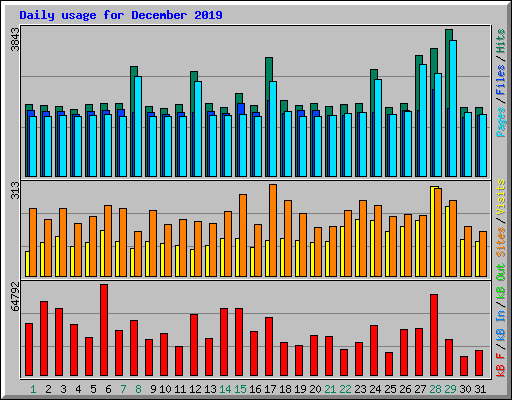 Daily usage for December 2019
3843
Pages / Files / Hits
313
Sites / Visits
64792
kB F / kB In / kB Out
1 2 3 4 5 6 7 8 9 10 11 12 13 14 15 16 17 18 19 20 21 22 23 24 25 26 27 28 29 30 31